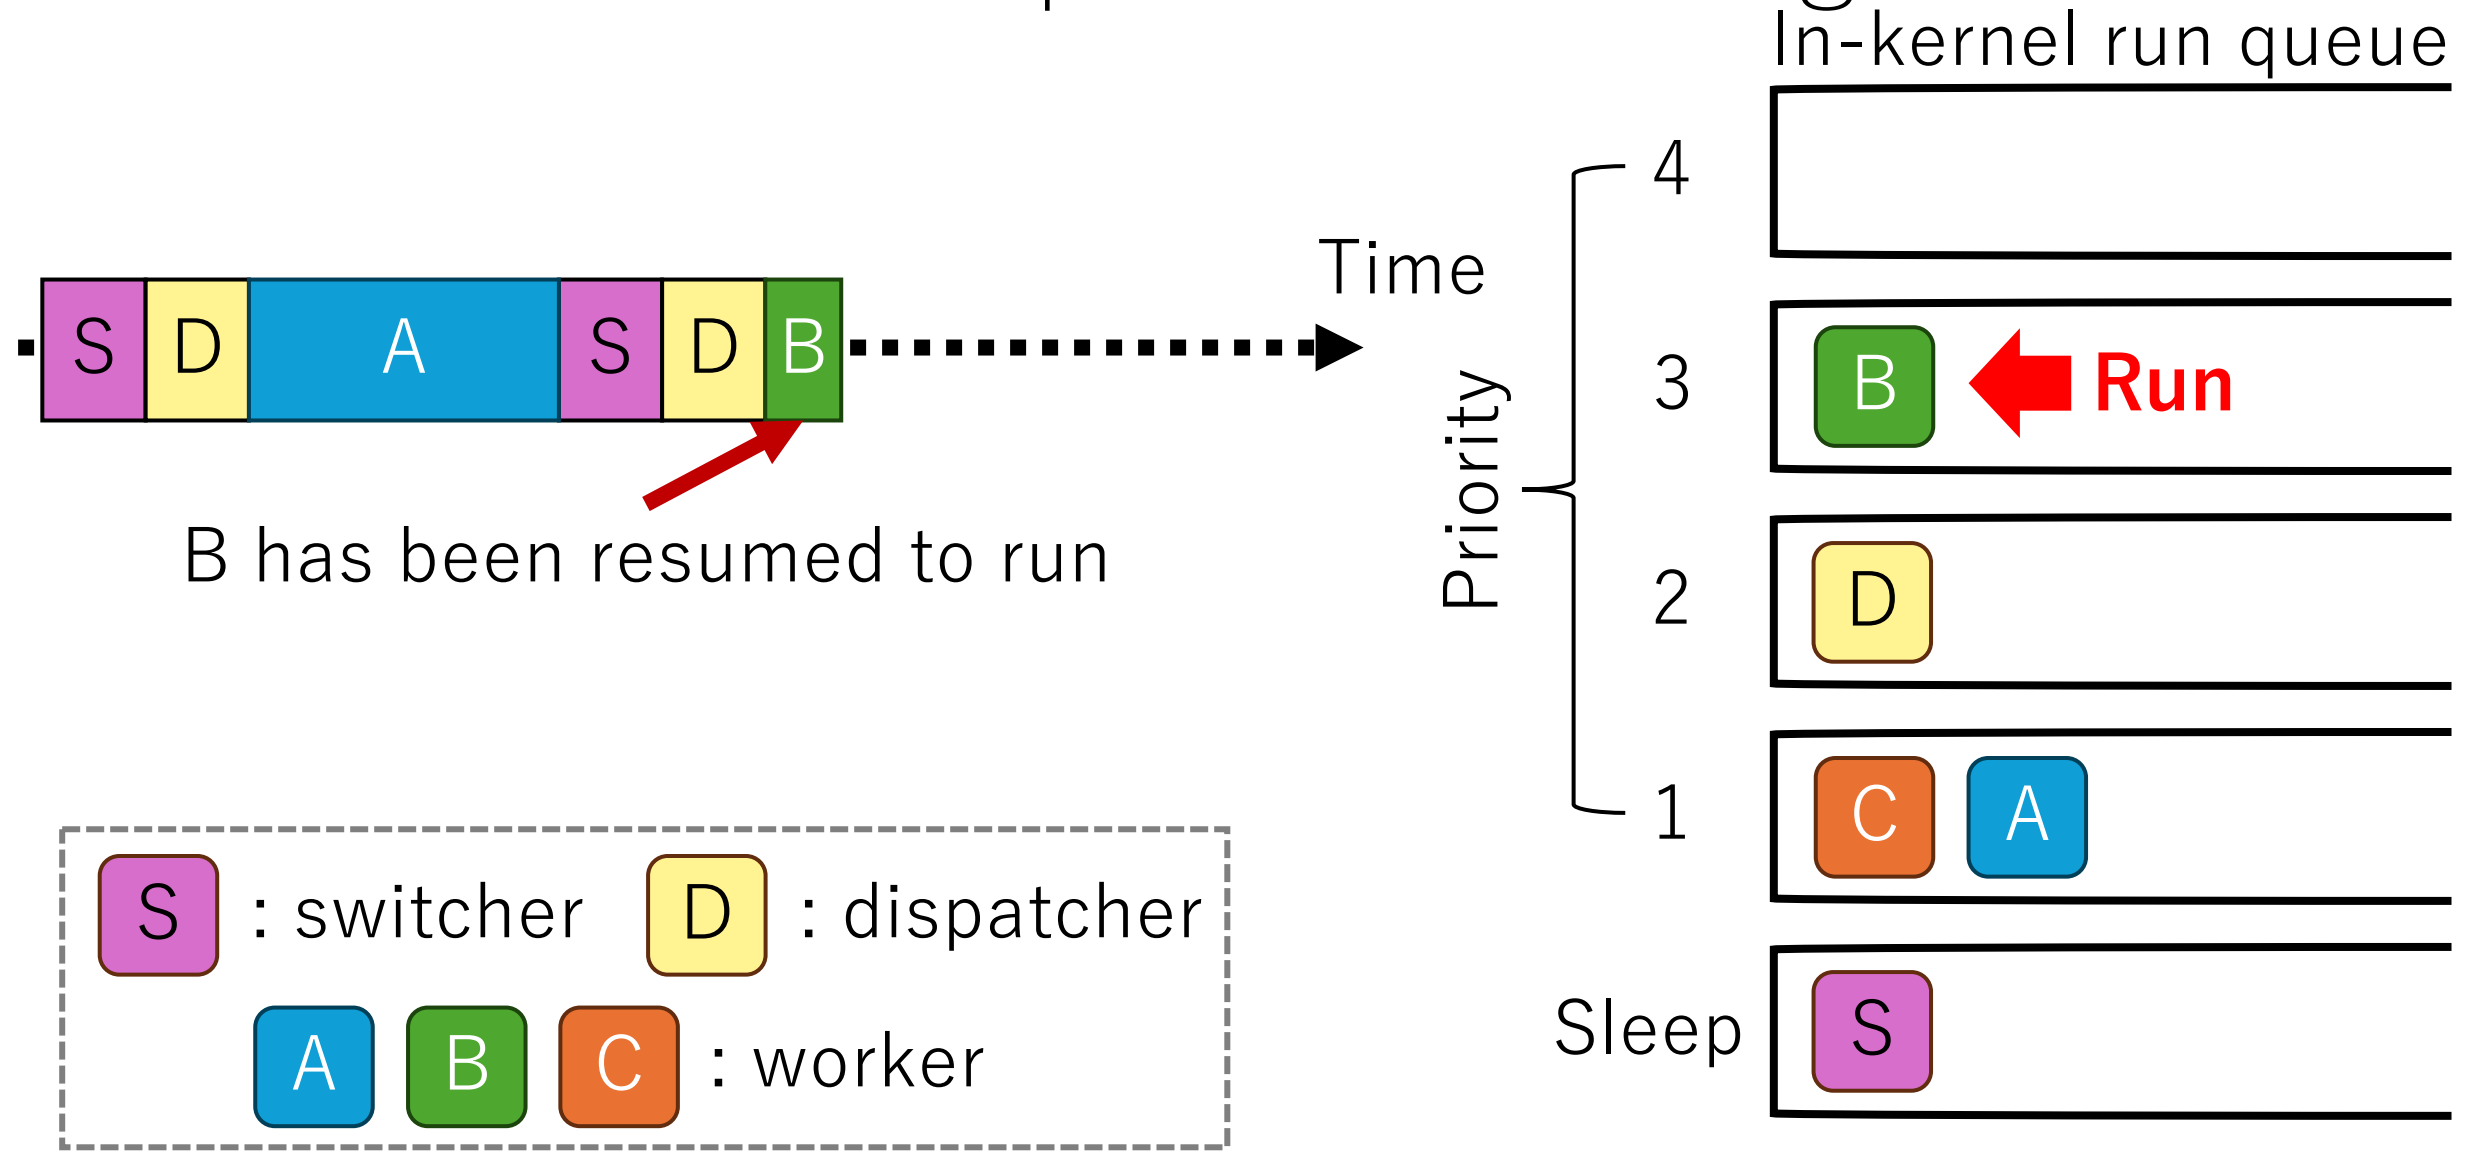 In-kernel run queue
4
Time
S D A S D B
B Run
3
Priority
B has been resumed to run
D
2
C A
1
S : switcher D : dispatcher
Sleep
S
A B C : worker